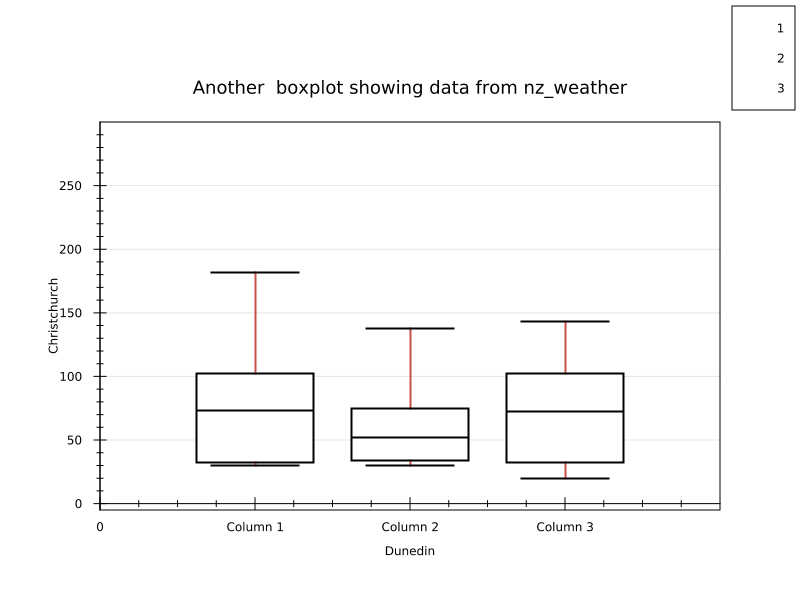 1
2
3
Another  boxplot showing data from nz_weather
250
200
150
100
50
0
Christchurch
0
Column 1
Column 2
Column 3
Dunedin